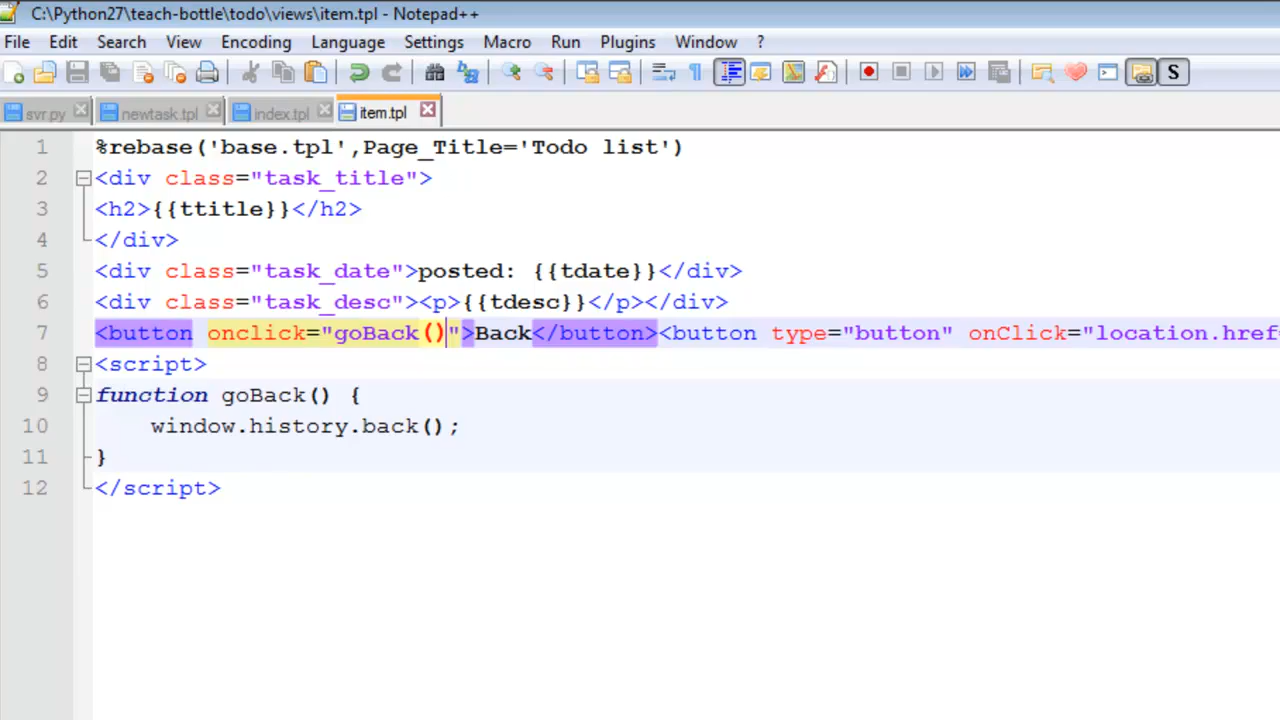 C:\Python27\teach-bottle\todo\views\item.tpl - Notepad++
File Edit Search View Encoding Language Settings Macro Run Plugins Window ?
S
svr.py newtask.tpl index.tpl item.tpl
1 %rebase('base.tpl',Page_Title='Todo list')
2 <div class="task_title">
3 <h2>{{ttitle}}</h2>
4 </div>
5 <div class="task_date">posted: {{tdate}}</div>
6 <div class="task_desc"><p>{{tdesc}}</p></div>
7 <button onclick="goBack()">Back</button><button type="button" onClick="location.href=
8 <script>
9 function goBack() {
10 window.history.back();
11 }
12 </script>